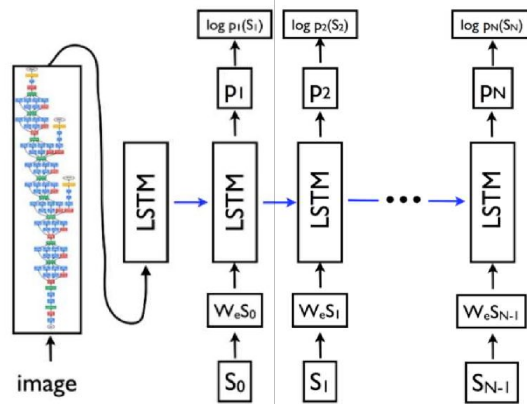 log p₁(S₁) log p₂(S₂) log pN(SN)
p₁ p₂ pN
LSTM LSTM LSTM ••• LSTM
WₑS₀ WₑS₁ WₑSN-1
image S₀ S₁ SN-1